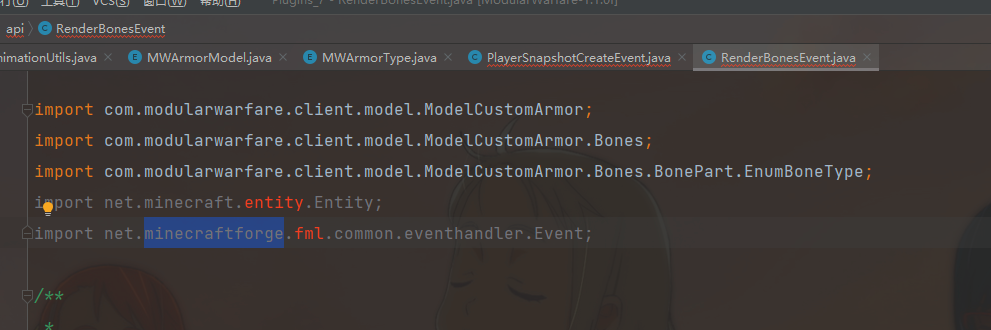 行(U) 工具(T) VCS(S) 窗口(W) 帮助(H) Plugins_7 - RenderBonesEvent.java [ModularWarfare-1.1.0f]
api RenderBonesEvent
nimationUtils.java MWArmorModel.java MWArmorType.java PlayerSnapshotCreateEvent.java RenderBonesEvent.java
import com.modularwarfare.client.model.ModelCustomArmor;
import com.modularwarfare.client.model.ModelCustomArmor.Bones;
import com.modularwarfare.client.model.ModelCustomArmor.Bones.BonePart.EnumBoneType;
import net.minecraft.entity.Entity;
import net.minecraftforge.fml.common.eventhandler.Event;
/**
*